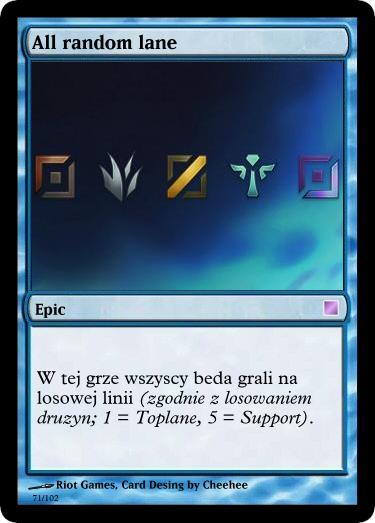 All random lane
Epic
W tej grze wszyscy beda grali na
losowej linii (zgodnie z losowaniem
druzyn; 1 = Toplane, 5 = Support).
Riot Games, Card Desing by Cheehee
71/102